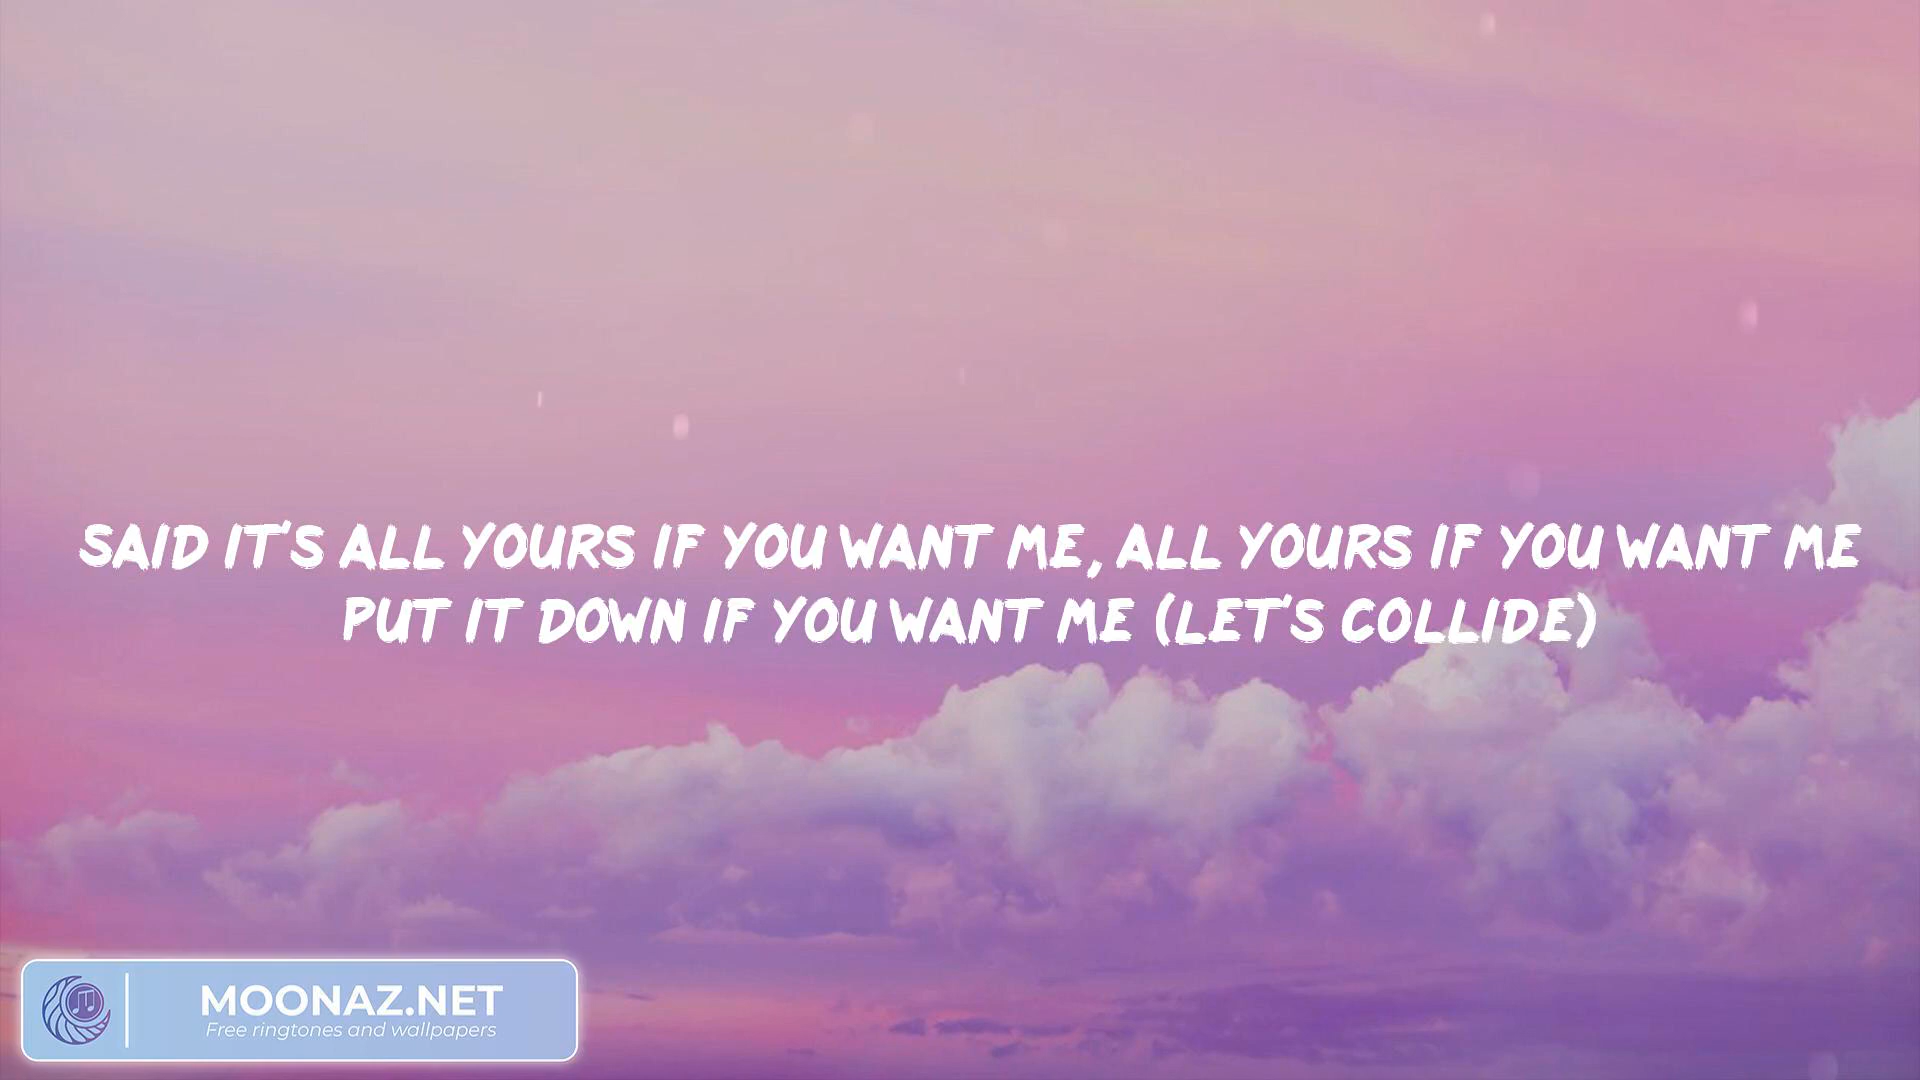 SAID IT'S ALL YOURS IF YOU WANT ME, ALL YOURS IF YOU WANT ME
PUT IT DOWN IF YOU WANT ME (LET'S COLLIDE)
MOONAZ.NET
Free ringtones and wallpapers